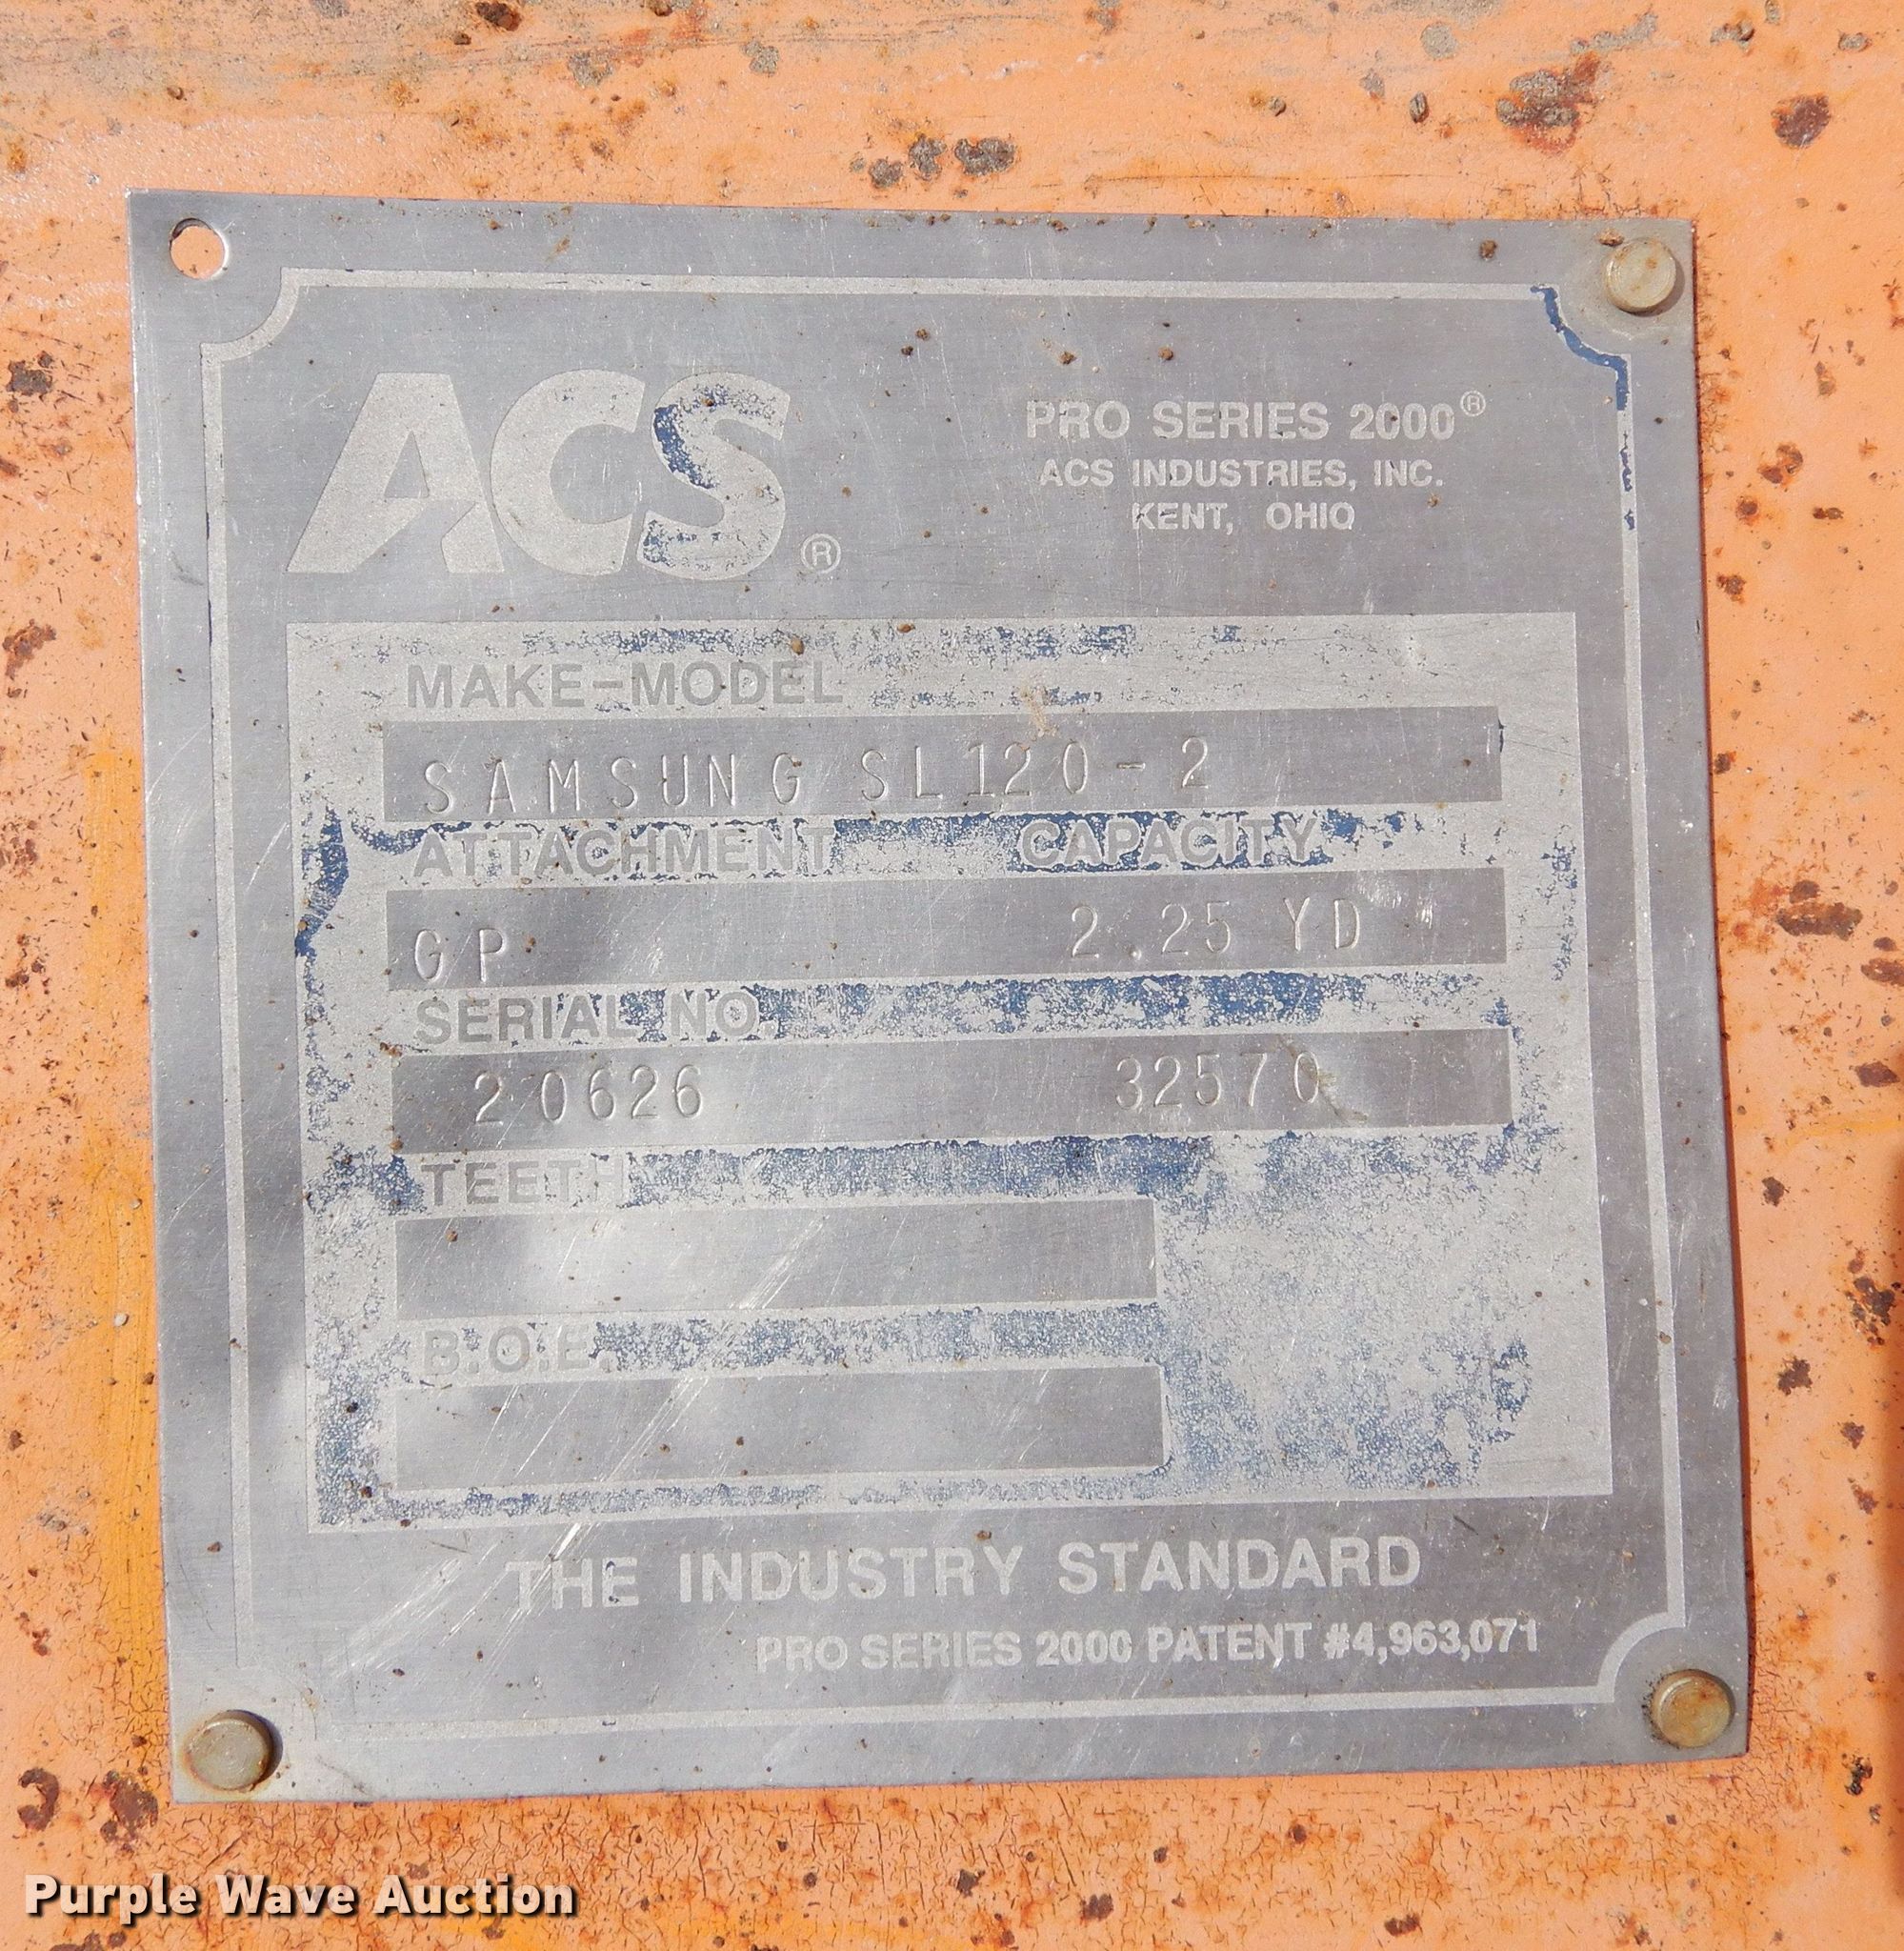 ACS®
PRO SERIES 2000®
ACS INDUSTRIES, INC.
KENT, OHIO
MAKE-MODEL
SAMSUNG SL120-2
ATTACHMENT CAPACITY
GP 2.25 YD
SERIAL NO.
20626 32570
TEETH
B.O.E.
THE INDUSTRY STANDARD
PRO SERIES 2000 PATENT #4,963,071
Purple Wave Auction